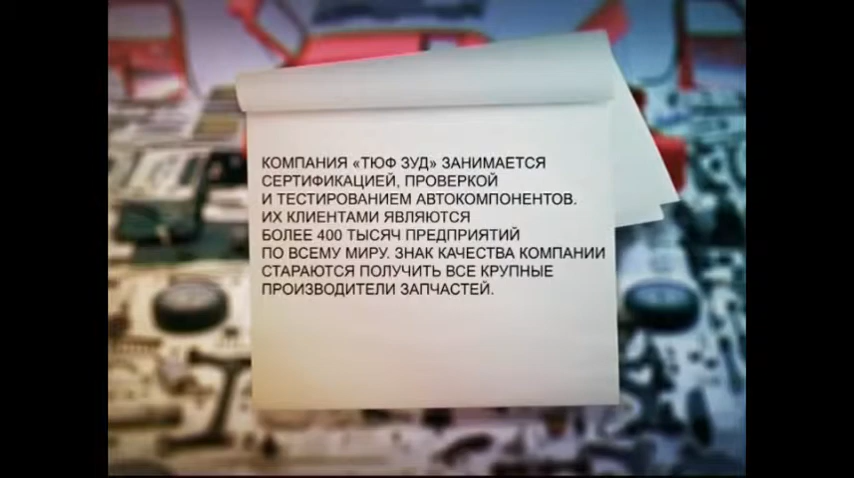 КОМПАНИЯ «ТЮФ ЗУД» ЗАНИМАЕТСЯ
СЕРТИФИКАЦИЕЙ, ПРОВЕРКОЙ
И ТЕСТИРОВАНИЕМ АВТОКОМПОНЕНТОВ.
ИХ КЛИЕНТАМИ ЯВЛЯЮТСЯ
БОЛЕЕ 400 ТЫСЯЧ ПРЕДПРИЯТИЙ
ПО ВСЕМУ МИРУ. ЗНАК КАЧЕСТВА КОМПАНИИ
СТАРАЮТСЯ ПОЛУЧИТЬ ВСЕ КРУПНЫЕ
ПРОИЗВОДИТЕЛИ ЗАПЧАСТЕЙ.